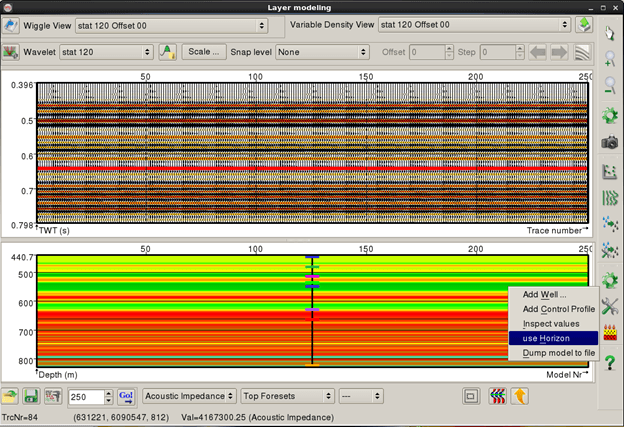 Layer modeling
Wiggle View stat 120 Offset 00 Variable Density View stat 120 Offset 00
Wavelet stat 120 Scale ... Snap level None Offset 0 Step 0
50 100 150 200 250
0.396
0.5
0.6
0.7
0.798
TWT (s) Trace number
50 100 150 200 250
440.7
500
600
700
800
Depth (m) Model Nr
Add Well ...
Add Control Profile
Inspect values
use Horizon
Dump model to file
250 Go! Acoustic Impedance Top Foresets ---
TrcNr=84 (631221, 6090547, 812) Val=4167300.25 (Acoustic Impedance)